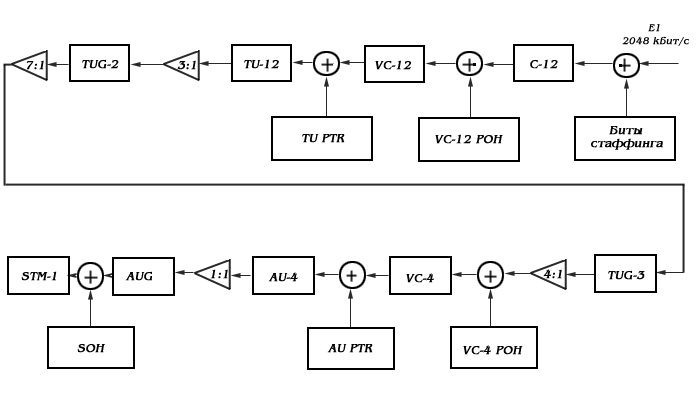 E1
2048 кбит/с
7:1
TUG-2
3:1
TU-12
VC-12
C-12
TU PTR
VC-12 POH
Биты
стаффинга
STM-1
AUG
1:1
AU-4
VC-4
4:1
TUG-3
SOH
AU PTR
VC-4 POH